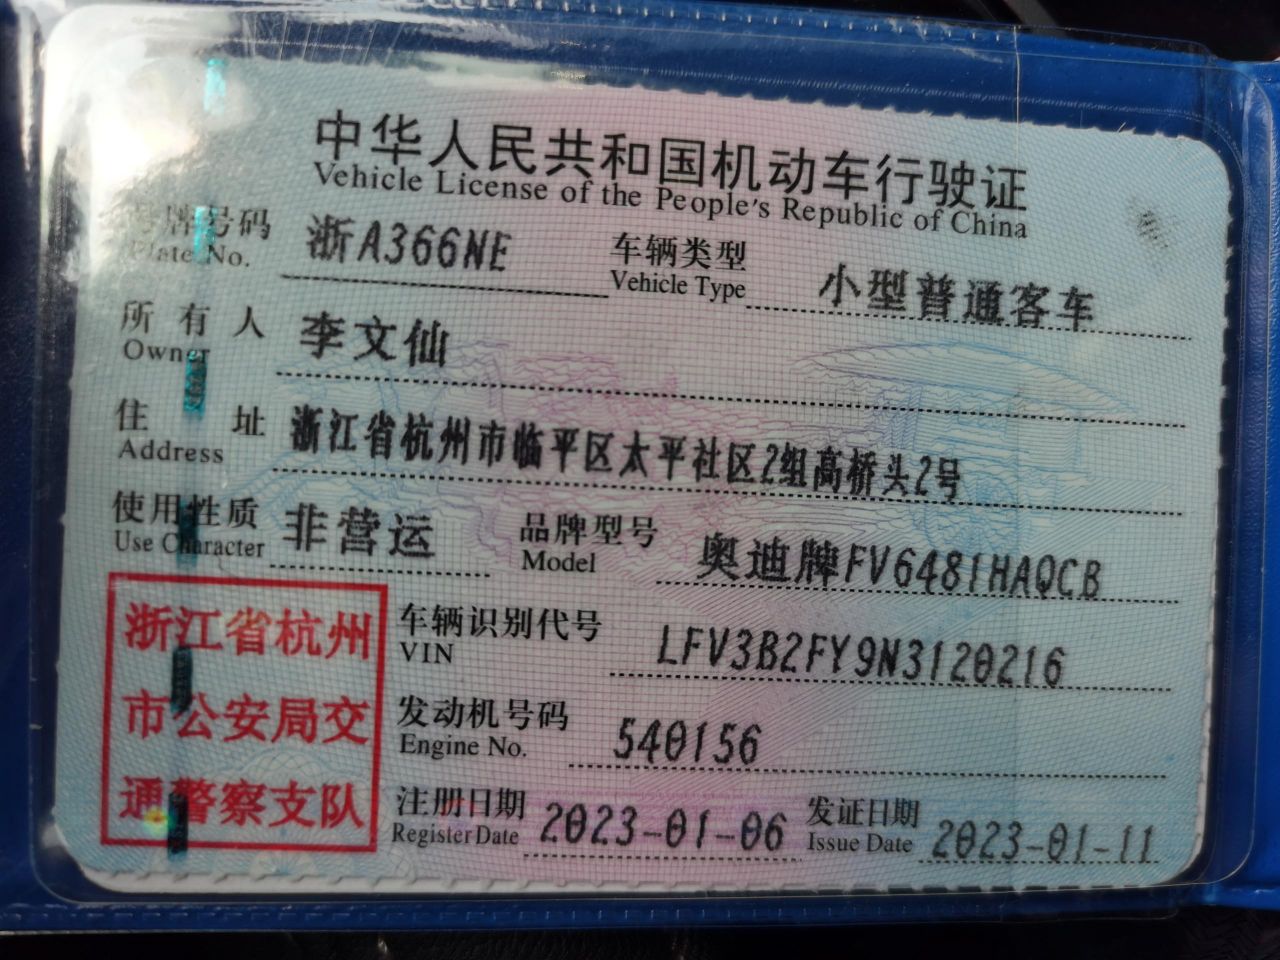 中华人民共和国机动车行驶证
Vehicle License of the People's Republic of China
号牌号码 浙A366NE 车辆类型 小型普通客车
Plate No. Vehicle Type
所有人 李文仙
Owner
住址 浙江省杭州市临平区太平社区2组高桥头2号
Address
使用性质 非营运 品牌型号 奥迪牌FV6481HAQCB
Use Character Model
浙江省杭州
市公安局交
通警察支队
车辆识别代号 LFV3B2FY9N3120216
VIN
发动机号码 540156
Engine No.
注册日期 2023-01-06 发证日期 2023-01-11
Register Date Issue Date